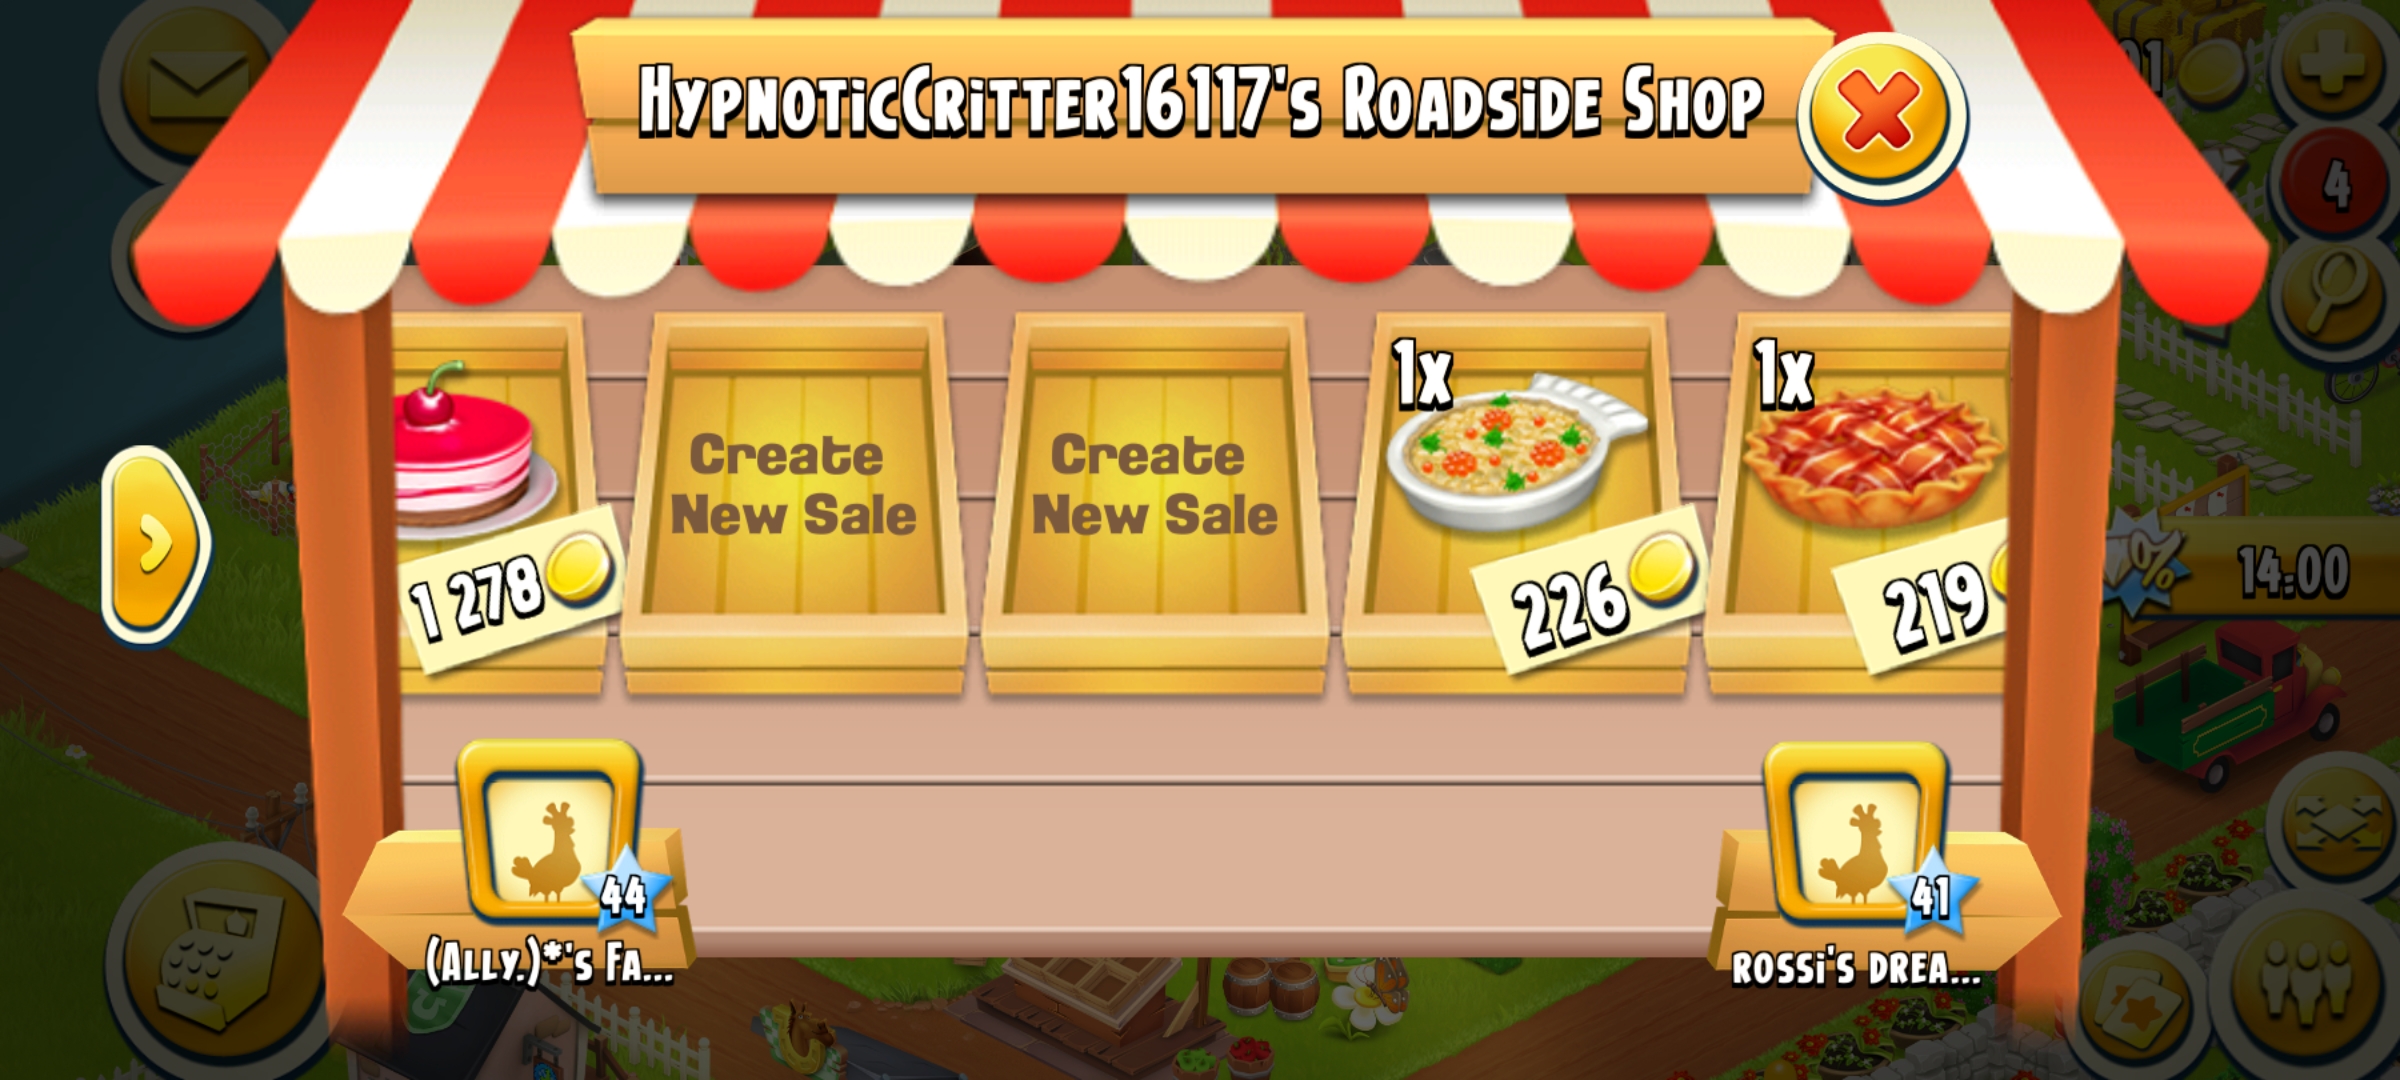 HypnoticCritter16117's Roadside Shop
4
1x
1x
Create
New Sale
Create
New Sale
1 278
226
219
14:00
44
41
(Ally.)*'s Fa...
ROSSi'S DREA...